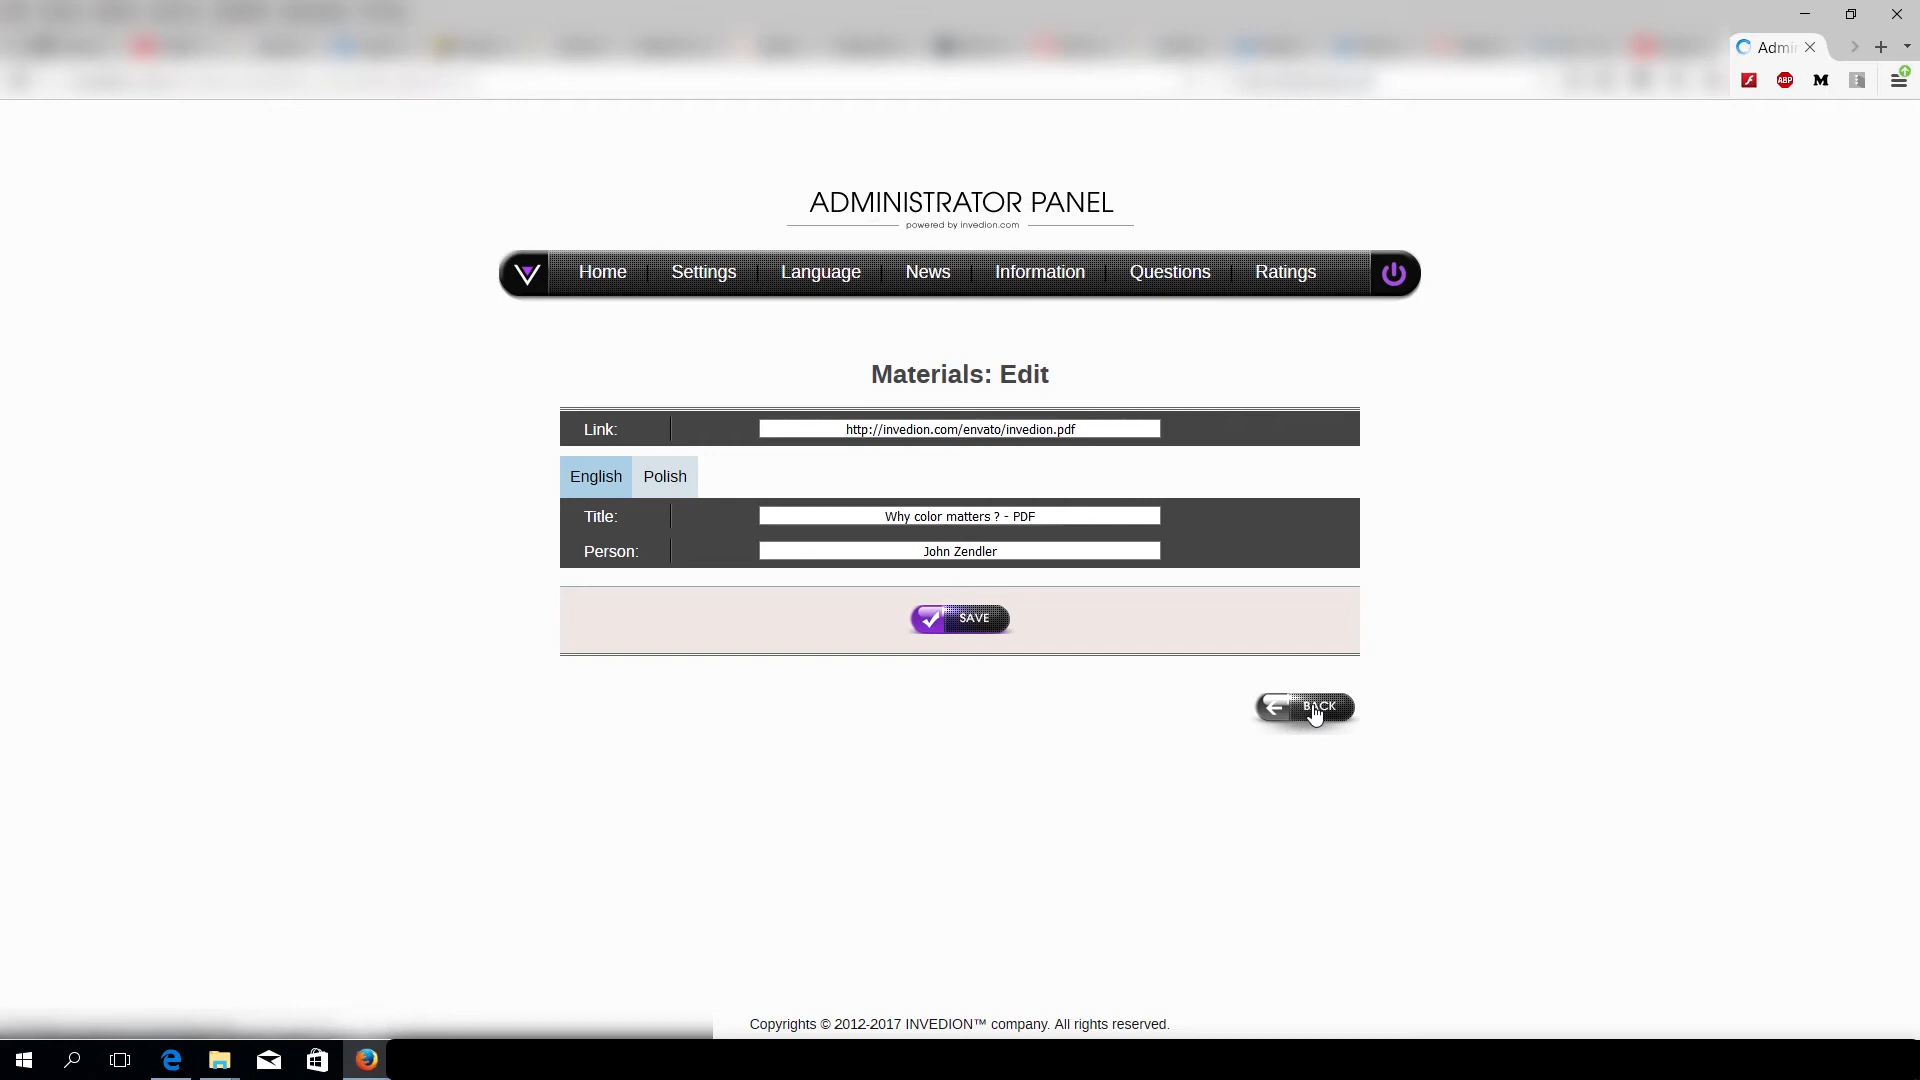 Admi
ABP
M
ADMINISTRATOR PANEL
powered by invedion.com
Home Settings Language News Information Questions Ratings
Materials: Edit
Link: http://invedion.com/envato/invedion.pdf
English Polish
Title: Why color matters ? - PDF
Person: John Zendler
SAVE
BACK
Copyrights © 2012-2017 INVEDION™ company. All rights reserved.